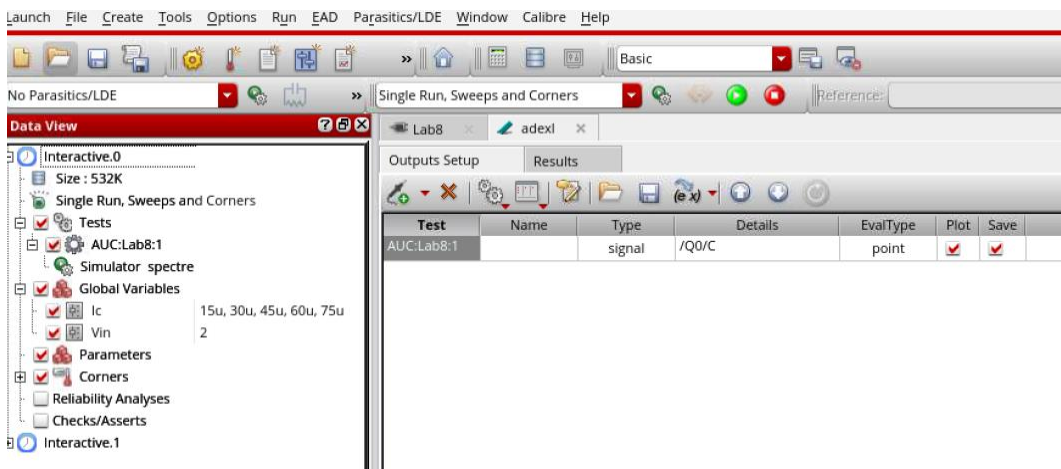 Launch File Create Tools Options Run EAD Parasitics/LDE Window Calibre Help
» Basic
No Parasitics/LDE » Single Run, Sweeps and Corners Reference:
Data View
Lab8 adexl
Interactive.0
Size : 532K
Single Run, Sweeps and Corners
Tests
AUC:Lab8:1
Simulator spectre
Global Variables
Ic 15u, 30u, 45u, 60u, 75u
Vin 2
Parameters
Corners
Reliability Analyses
Checks/Asserts
Interactive.1
Outputs Setup Results
(e x)
Test Name Type Details EvalType Plot Save
AUC:Lab8:1 signal /Q0/C point